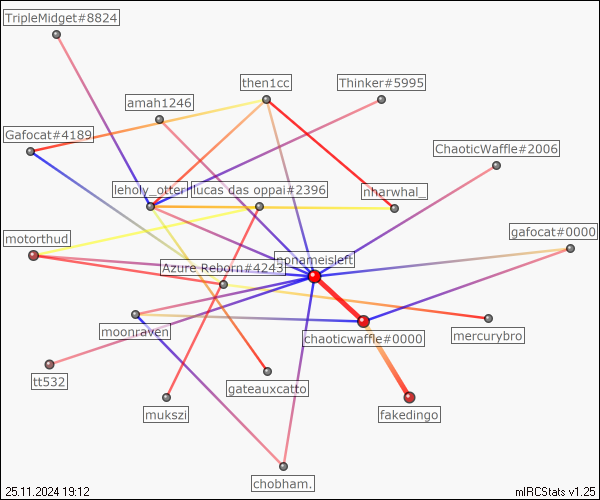 TripleMidget#8824
then1cc
Thinker#5995
amah1246
Gafocat#4189
ChaoticWaffle#2006
leholy_otter
lucas das oppai#2396
nharwhal_
motorthud
gafocat#0000
nonameisleft
Azure Reborn#4243
moonraven
chaoticwaffle#0000
mercurybro
tt532
gateauxcatto
mukszi
fakedingo
chobham.
25.11.2024 19:12
mIRCStats v1.25